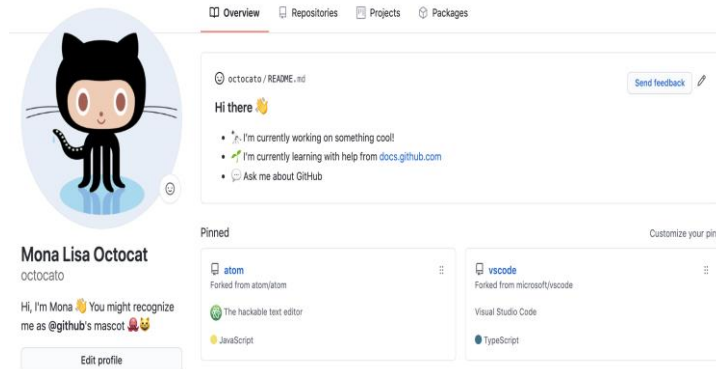 Overview Repositories Projects Packages
octocato / README.md
Send feedback
Hi there 👋
I'm currently working on something cool!
🌱 I'm currently learning with help from docs.github.com
💬 Ask me about GitHub
Mona Lisa Octocat
octocato
Hi, I'm Mona 👋 You might recognize
me as @github's mascot 🐙😸
Edit profile
Pinned
Customize your pin
atom
Forked from atom/atom
The hackable text editor
JavaScript
vscode
Forked from microsoft/vscode
Visual Studio Code
TypeScript